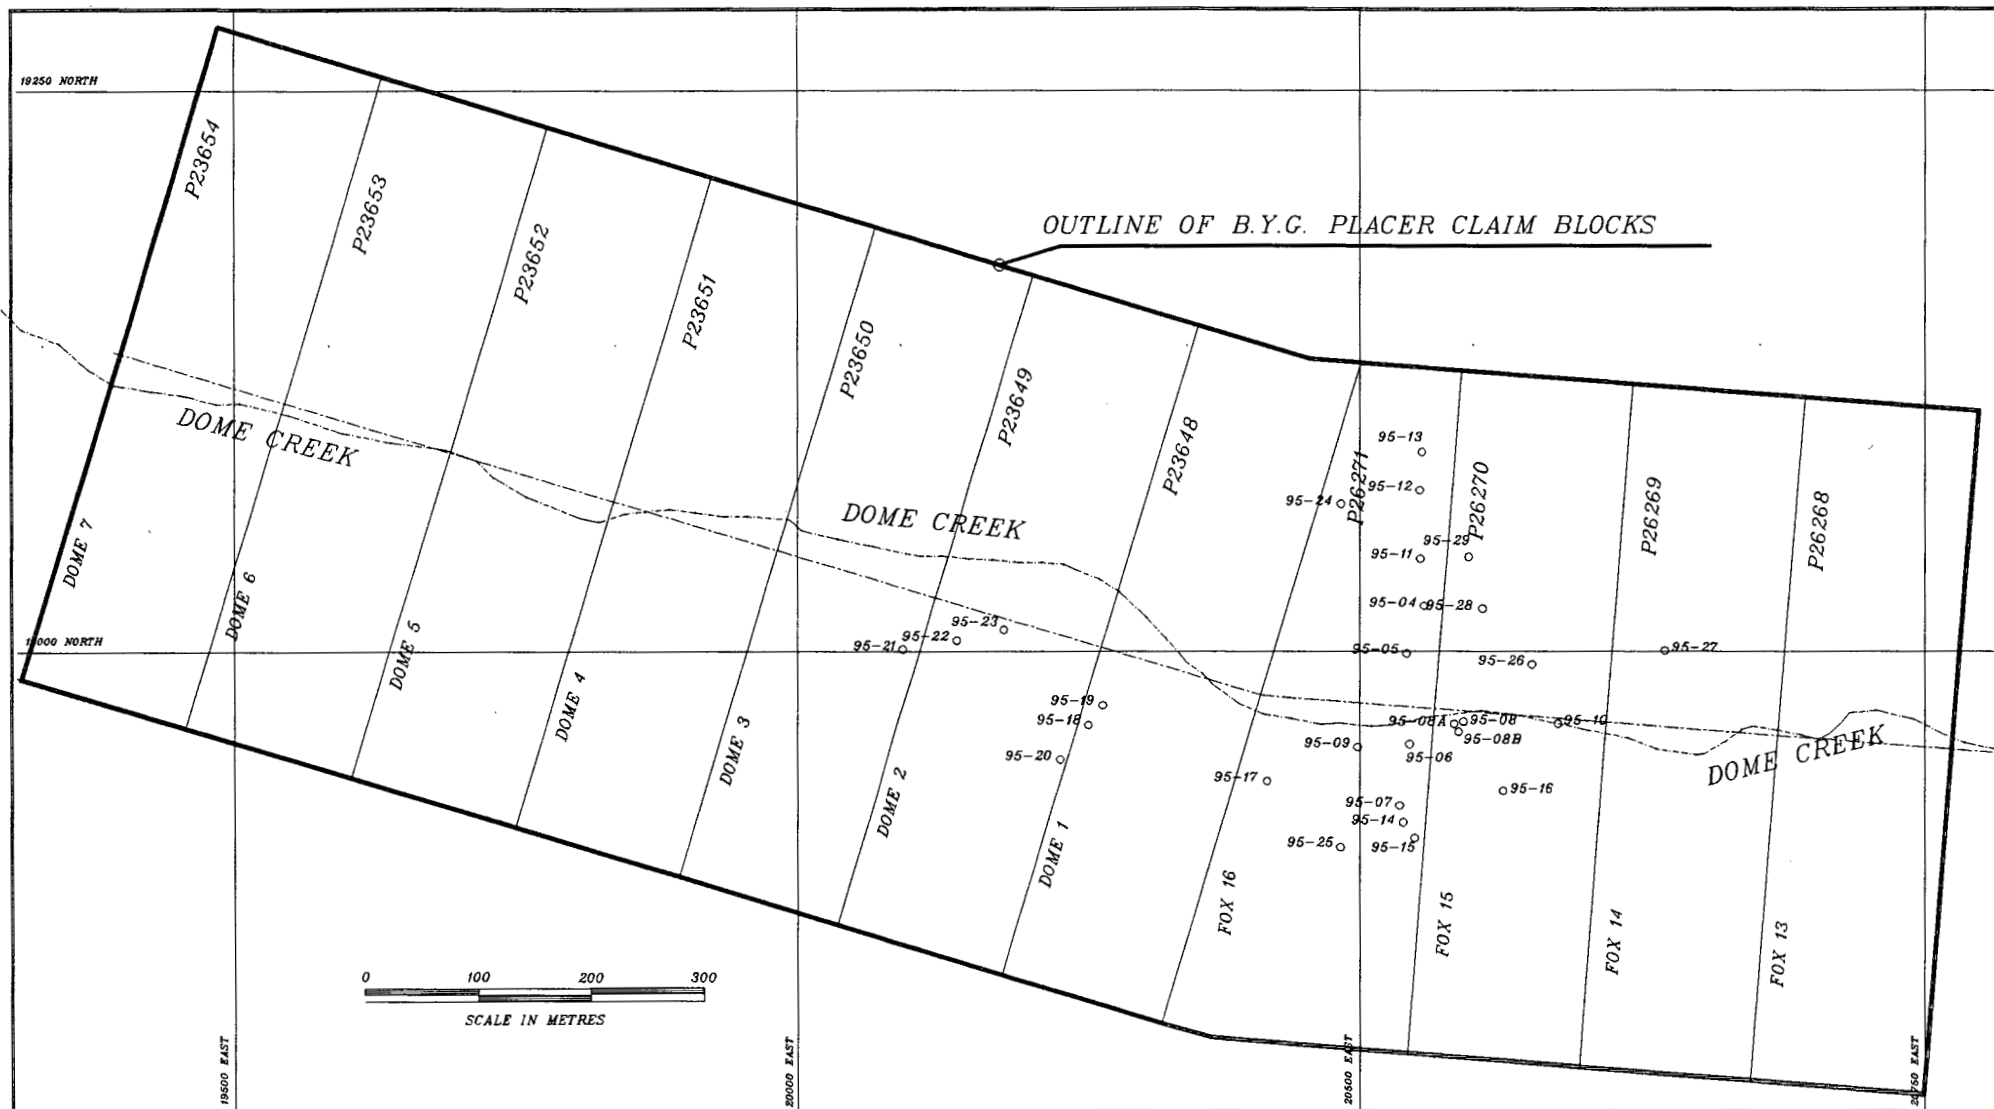 19250 NORTH
P23654
P23653
P23652
P23651
P23650
P23649
P23648
P26271
P26270
P26269
P26268
OUTLINE OF B.Y.G. PLACER CLAIM BLOCKS
DOME CREEK
DOME CREEK
DOME CREEK
95-13
95-12
95-24
95-29
95-11
95-04
95-28
95-05
95-26
95-27
95-23
95-22
95-21
95-19
95-18
95-20
95-08A
95-08
95-08B
95-10
95-09
95-06
95-17
95-16
95-07
95-14
95-15
95-25
000 NORTH
DOME 7
DOME 6
DOME 5
DOME 4
DOME 3
DOME 2
DOME 1
FOX 16
FOX 15
FOX 14
FOX 13
0 100 200 300
SCALE IN METRES
19500 EAST
20000 EAST
20500 EAST
750 EAST